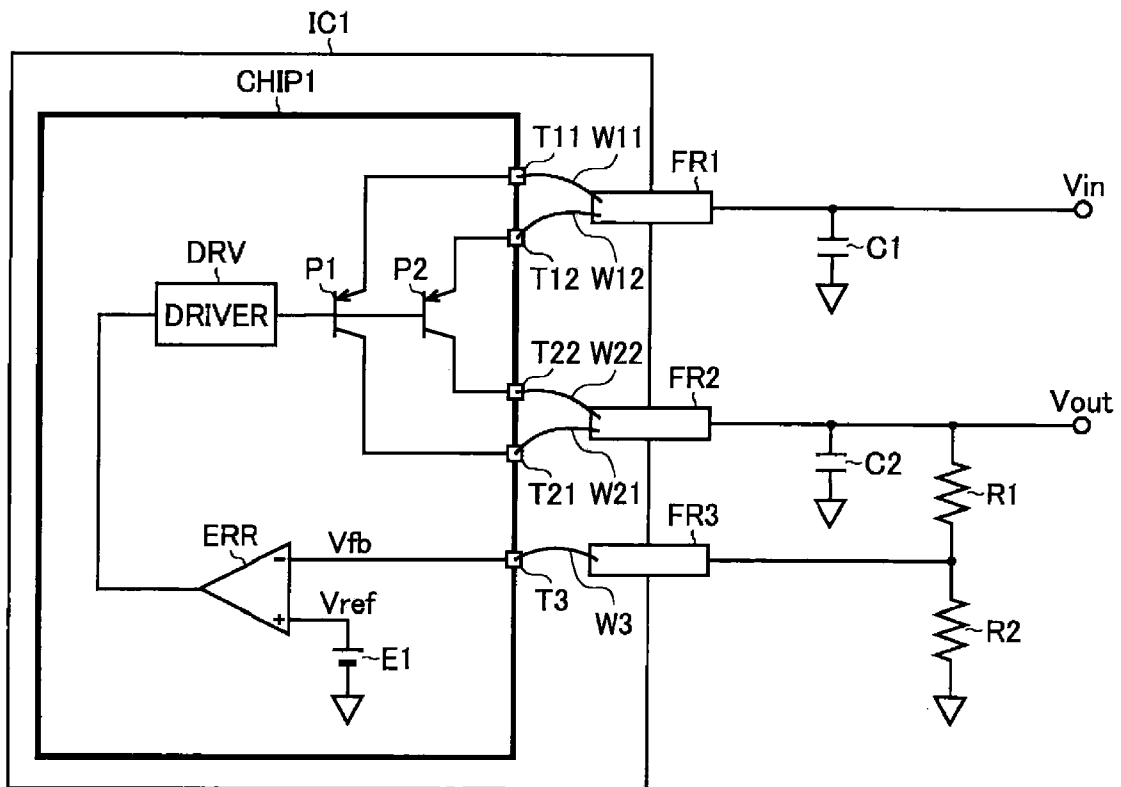 IC1
CHIP1
T11 W11
FR1
Vin
DRV
P1
P2
T12
W12
C1
DRIVER
T22 W22
FR2
Vout
C2
T21
W21
R1
ERR
Vfb
FR3
-
Vref
T3
W3
+
E1
R2